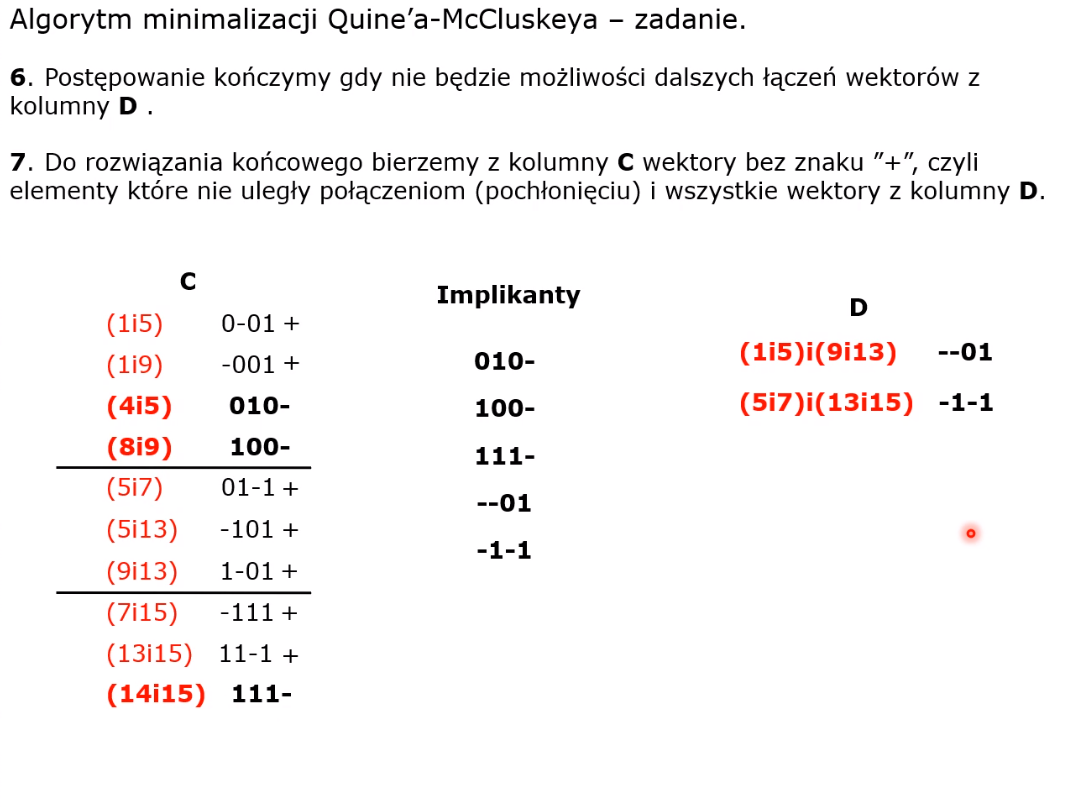 Algorytm minimalizacji Quine’a-McCluskeya – zadanie.
6. Postępowanie kończymy gdy nie będzie możliwości dalszych łączeń wektorów z
kolumny D .
7. Do rozwiązania końcowego bierzemy z kolumny C wektory bez znaku ”+”, czyli
elementy które nie uległy połączeniom (pochłonięciu) i wszystkie wektory z kolumny D.
C
(1i5) 0-01 +
(1i9) -001 +
(4i5) 010-
(8i9) 100-
(5i7) 01-1 +
(5i13) -101 +
(9i13) 1-01 +
(7i15) -111 +
(13i15) 11-1 +
(14i15) 111-
Implikanty
010-
100-
111-
--01
-1-1
D
(1i5)i(9i13) --01
(5i7)i(13i15) -1-1